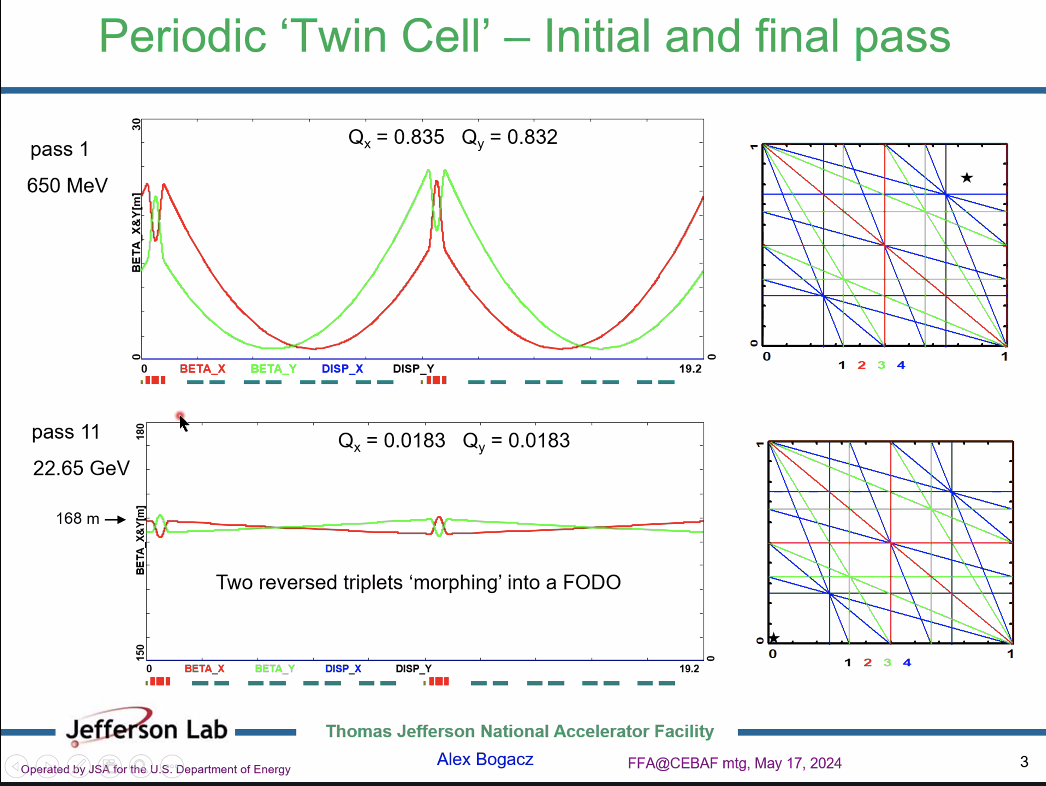 Periodic ‘Twin Cell’ – Initial and final pass
pass 1
650 MeV
Qx = 0.835 Qy = 0.832
30
BETA_X&Y[m]
0
0
0 BETA_X BETA_Y DISP_X DISP_Y 19.2
1
0
0 1
1 2 3 4
pass 11
22.65 GeV
168 m
Qx = 0.0183 Qy = 0.0183
180
BETA_X&Y[m]
150
0
Two reversed triplets ‘morphing’ into a FODO
0 BETA_X BETA_Y DISP_X DISP_Y 19.2
1
0
0 1
1 2 3 4
Jefferson Lab
Thomas Jefferson National Accelerator Facility
Alex Bogacz
FFA@CEBAF mtg, May 17, 2024
3
Operated by JSA for the U.S. Department of Energy